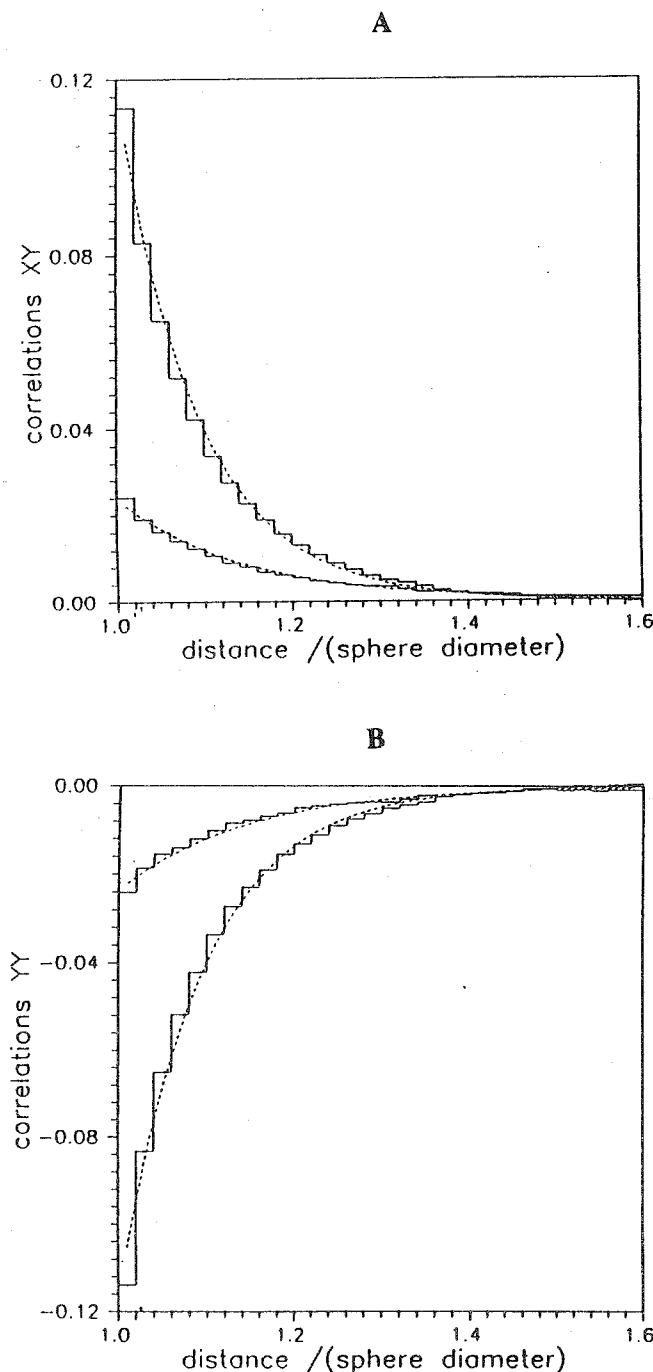 A
0.12
0.08
0.04
0.00
correlations XY
1.0 1.2 1.4 1.6
distance /(sphere diameter)
B
0.00
−0.04
−0.08
−0.12
correlations YY
1.0 1.2 1.4 1.6
distance /(sphere diameter)